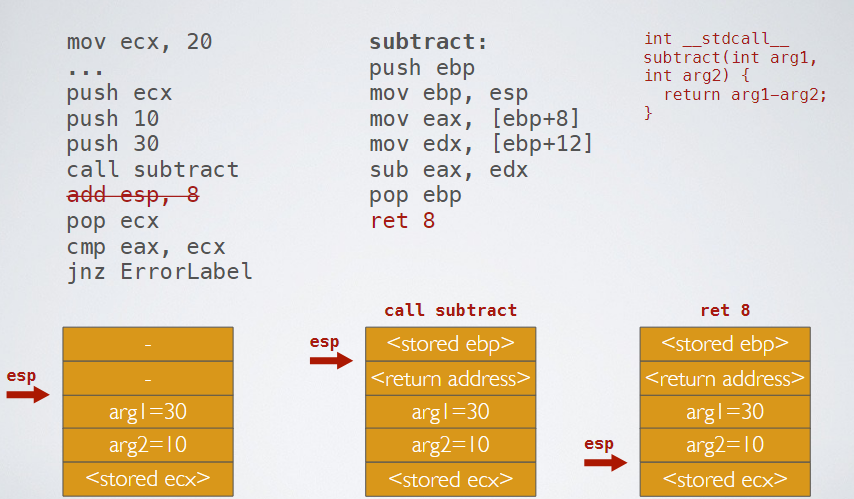 mov ecx, 20
...
push ecx
push 10
push 30
call subtract
add esp, 8
pop ecx
cmp eax, ecx
jnz ErrorLabel
subtract:
push ebp
mov ebp, esp
mov eax, [ebp+8]
mov edx, [ebp+12]
sub eax, edx
pop ebp
ret 8
int __stdcall__
subtract(int arg1,
int arg2) {
return arg1-arg2;
}
esp
-
-
arg1=30
arg2=10
<stored ecx>
call subtract
esp
<stored ebp>
<return address>
arg1=30
arg2=10
<stored ecx>
ret 8
esp
<stored ebp>
<return address>
arg1=30
arg2=10
<stored ecx>